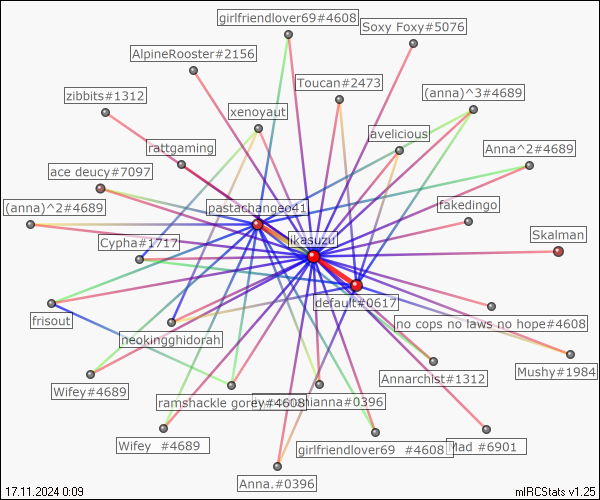 girlfriendlover69#4608
Soxy Foxy#5076
AlpineRooster#2156
Toucan#2473
(anna)^3#4689
zibbits#1312
xenoyaut
avelicious
Anna^2#4689
rattgaming
ace deucy#7097
(anna)^2#4689
pastachangeo41
fakedingo
Skalman
Cypha#1717
ikasuzu
default#0617
frisout
neokingghidorah
no cops no laws no hope#4608
Mushy#1984
Annarchist#1312
Wifey#4689
ramshackle gorey#4608
hianna#0396
Wifey #4689
girlfriendlover69 #4608
Mad #6901
Anna.#0396
17.11.2024 0:09
mIRCStats v1.25